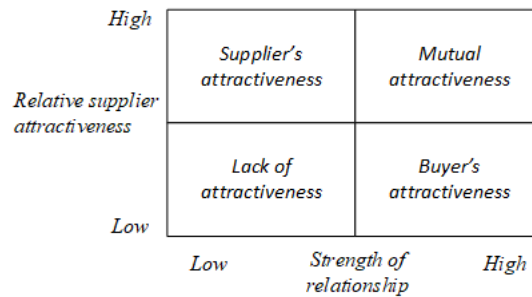 High
Supplier's
attractiveness
Mutual
attractiveness
Relative supplier
attractiveness
Lack of
attractiveness
Buyer's
attractiveness
Low
Low
Strength of
relationship
High